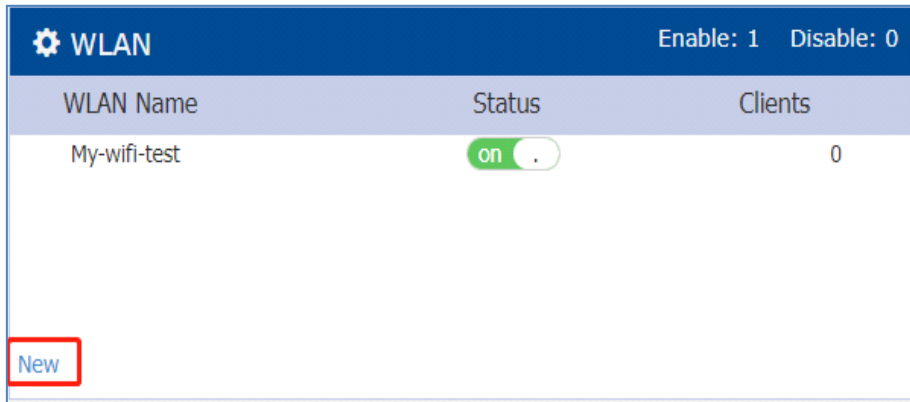 WLAN Enable: 1 Disable: 0
WLAN Name Status Clients
My-wifi-test on . 0
New